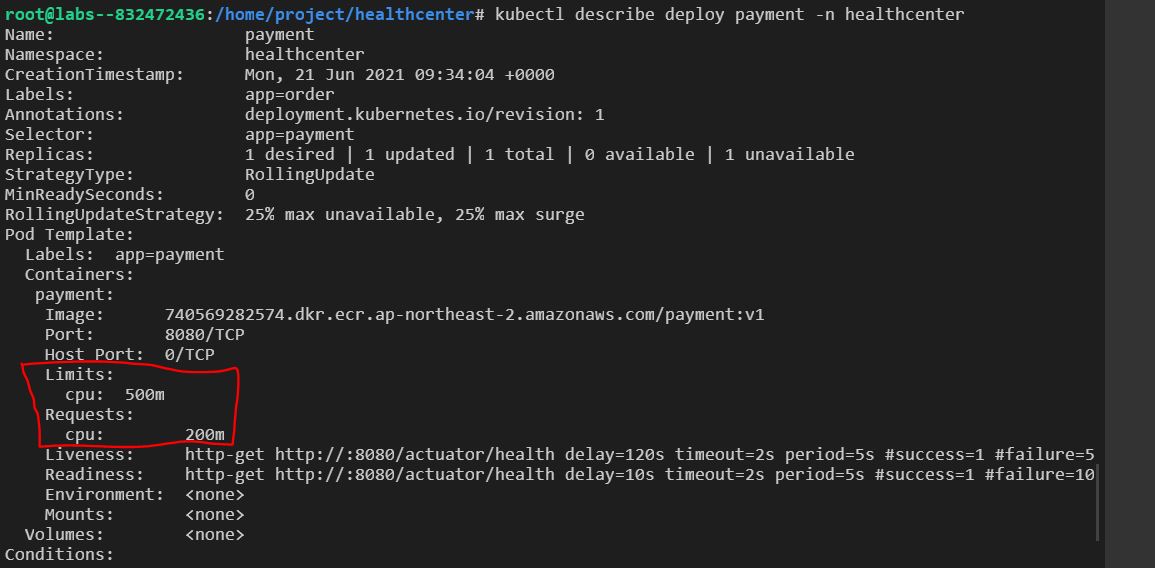 root@labs--832472436:/home/project/healthcenter# kubectl describe deploy payment -n healthcenter
Name:                   payment
Namespace:              healthcenter
CreationTimestamp:      Mon, 21 Jun 2021 09:34:04 +0000
Labels:                 app=order
Annotations:            deployment.kubernetes.io/revision: 1
Selector:               app=payment
Replicas:               1 desired | 1 updated | 1 total | 0 available | 1 unavailable
StrategyType:           RollingUpdate
MinReadySeconds:        0
RollingUpdateStrategy:  25% max unavailable, 25% max surge
Pod Template:
  Labels:  app=payment
  Containers:
   payment:
    Image:      740569282574.dkr.ecr.ap-northeast-2.amazonaws.com/payment:v1
    Port:       8080/TCP
    Host Port:  0/TCP
    Limits:
      cpu:  500m
    Requests:
      cpu:        200m
    Liveness:     http-get http://:8080/actuator/health delay=120s timeout=2s period=5s #success=1 #failure=5
    Readiness:    http-get http://:8080/actuator/health delay=10s timeout=2s period=5s #success=1 #failure=10
    Environment:  <none>
    Mounts:       <none>
  Volumes:        <none>
Conditions: